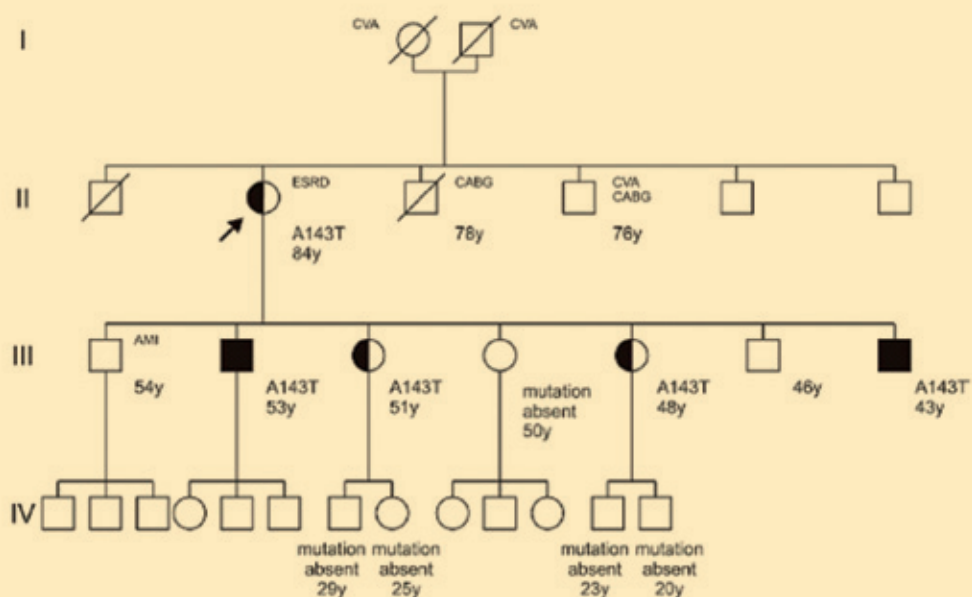 I
CVA
CVA
II
ESRD
A143T
84y
CABG
78y
CVA
CABG
76y
III
AMI
54y
A143T
53y
A143T
51y
mutation
absent
50y
A143T
48y
46y
A143T
43y
IV
mutation
absent
29y
mutation
absent
25y
mutation
absent
23y
mutation
absent
20y